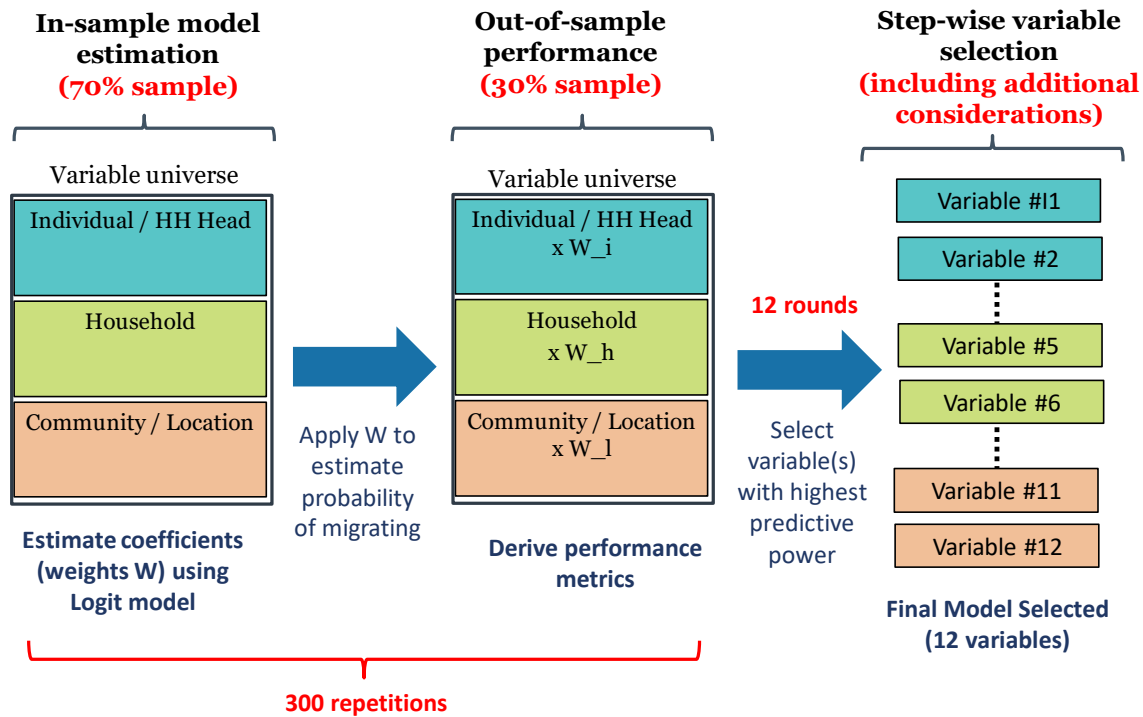 In-sample model
estimation
(70% sample)
Variable universe
Individual / HH Head
Household
Community / Location
Estimate coefficients
(weights W) using
Logit model
Apply W to
estimate
probability
of migrating
Out-of-sample
performance
(30% sample)
Variable universe
Individual / HH Head
x W_i
Household
x W_h
Community / Location
x W_l
Derive performance
metrics
300 repetitions
12 rounds
Select
variable(s)
with highest
predictive
power
Step-wise variable
selection
(including additional
considerations)
Variable #I1
Variable #2
Variable #5
Variable #6
Variable #11
Variable #12
Final Model Selected
(12 variables)